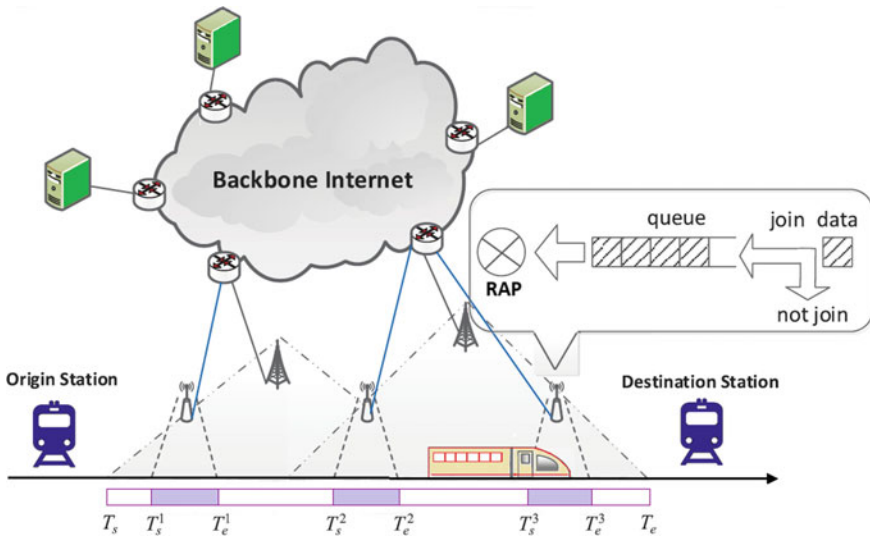 Backbone Internet
queue
join data
RAP
not join
Origin Station
Destination Station
T_s T_s^1 T_e^1 T_s^2 T_e^2 T_s^3 T_e^3 T_e